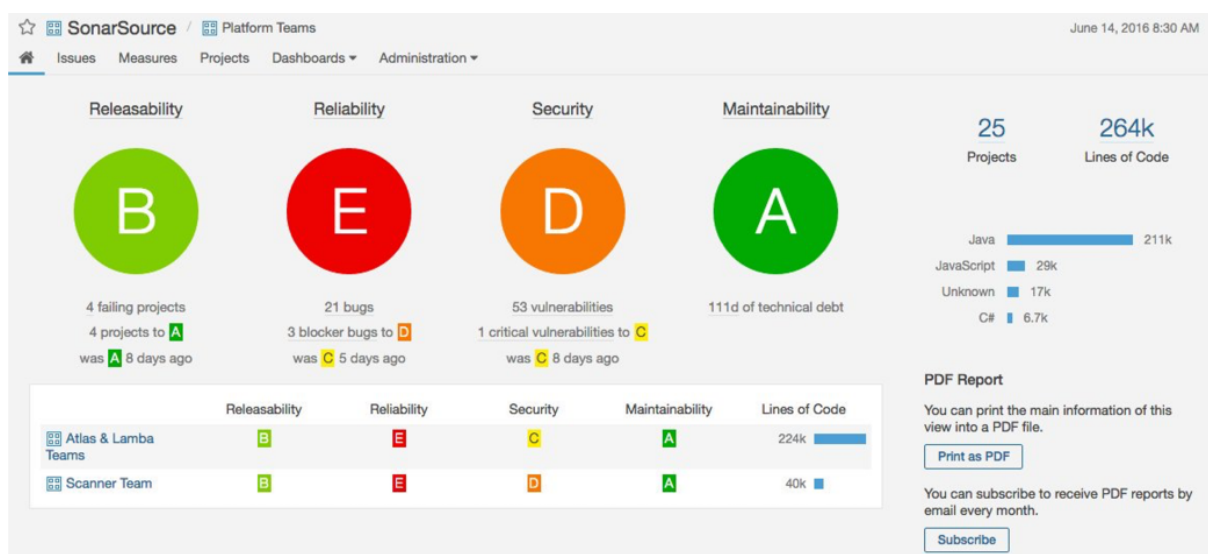 SonarSource / Platform Teams
June 14, 2016 8:30 AM
Issues Measures Projects Dashboards Administration
Releasability
B
4 failing projects
4 projects to A
was A 8 days ago
Reliability
E
21 bugs
3 blocker bugs to D
was C 5 days ago
Security
D
53 vulnerabilities
1 critical vulnerabilities to C
was C 8 days ago
Maintainability
A
111d of technical debt
25
Projects
264k
Lines of Code
Java 211k
JavaScript 29k
Unknown 17k
C# 6.7k
Releasability Reliability Security Maintainability Lines of Code
Atlas & Lamba
Teams
B E C A 224k
Scanner Team B E D A 40k
PDF Report
You can print the main information of this
view into a PDF file.
Print as PDF
You can subscribe to receive PDF reports by
email every month.
Subscribe